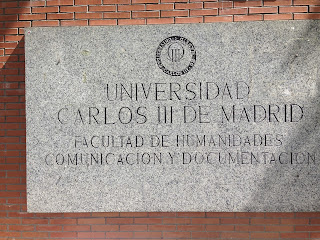 UNIVERSIDAD
CARLOS III DE MADRID
FACULTAD DE HUMANIDADES
COMUNICACION Y DOCUMENTACION